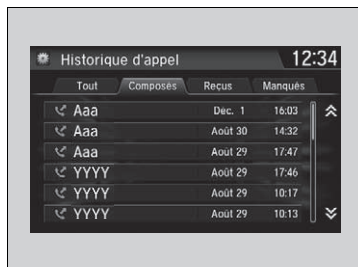 Historique d'appel 12:34
Tout Composés Reçus Manqués
Aaa Dec. 1 16:03
Aaa Août 30 14:32
Aaa Août 29 17:47
YYYY Août 29 17:46
YYYY Août 29 10:17
YYYY Août 29 10:13